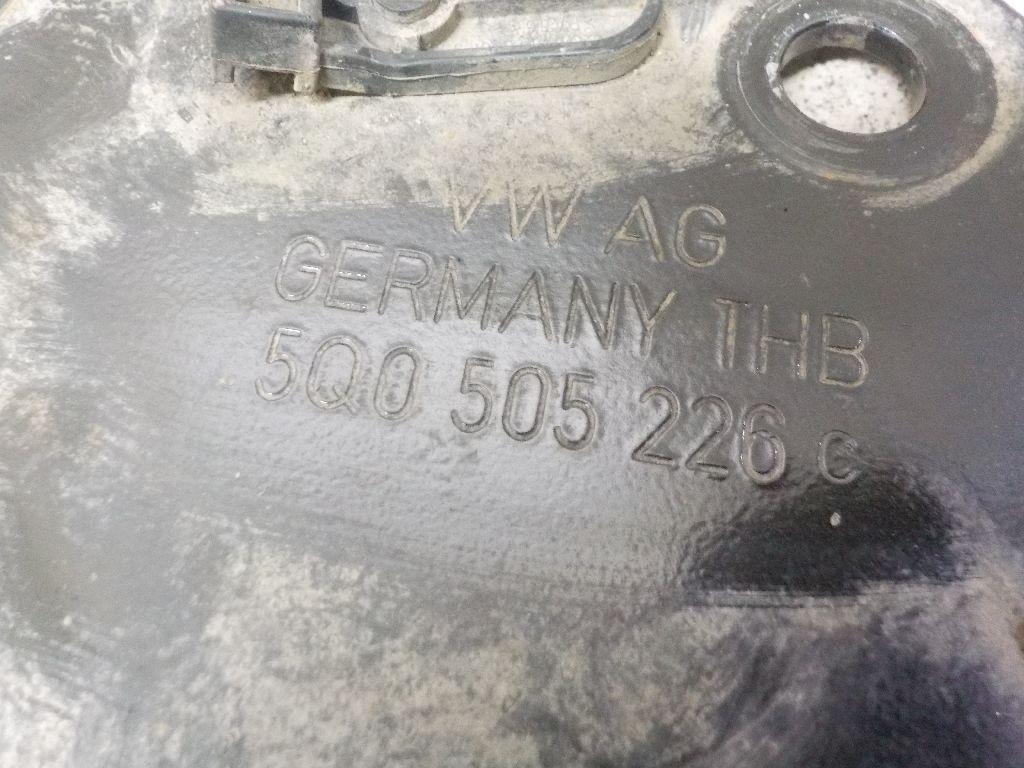 VW AG
GERMANY THB
5Q0 505 226 C